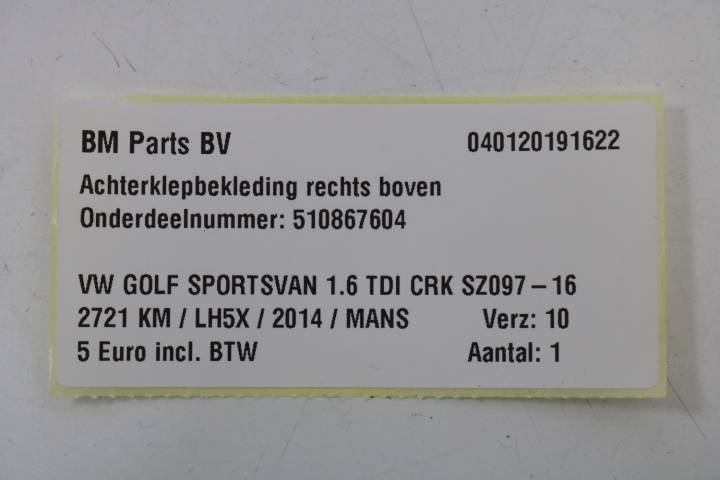 BM Parts BV 040120191622
Achterklepbekleding rechts boven
Onderdeelnummer: 510867604
VW GOLF SPORTSVAN 1.6 TDI CRK SZ097 – 16
2721 KM / LH5X / 2014 / MANS Verz: 10
5 Euro incl. BTW Aantal: 1